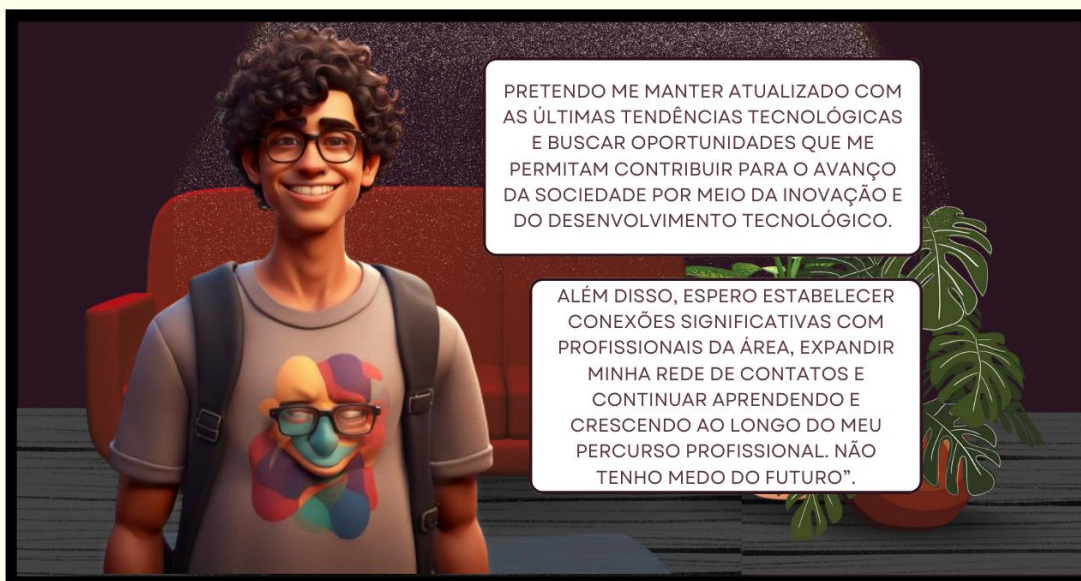 PRETENDO ME MANTER ATUALIZADO COM
AS ÚLTIMAS TENDÊNCIAS TECNOLÓGICAS
E BUSCAR OPORTUNIDADES QUE ME
PERMITAM CONTRIBUIR PARA O AVANÇO
DA SOCIEDADE POR MEIO DA INOVAÇÃO E
DO DESENVOLVIMENTO TECNOLÓGICO.
ALÉM DISSO, ESPERO ESTABELECER
CONEXÕES SIGNIFICATIVAS COM
PROFISSIONAIS DA ÁREA, EXPANDIR
MINHA REDE DE CONTATOS E
CONTINUAR APRENDENDO E
CRESCENDO AO LONGO DO MEU
PERCURSO PROFISSIONAL. NÃO
TENHO MEDO DO FUTURO”.